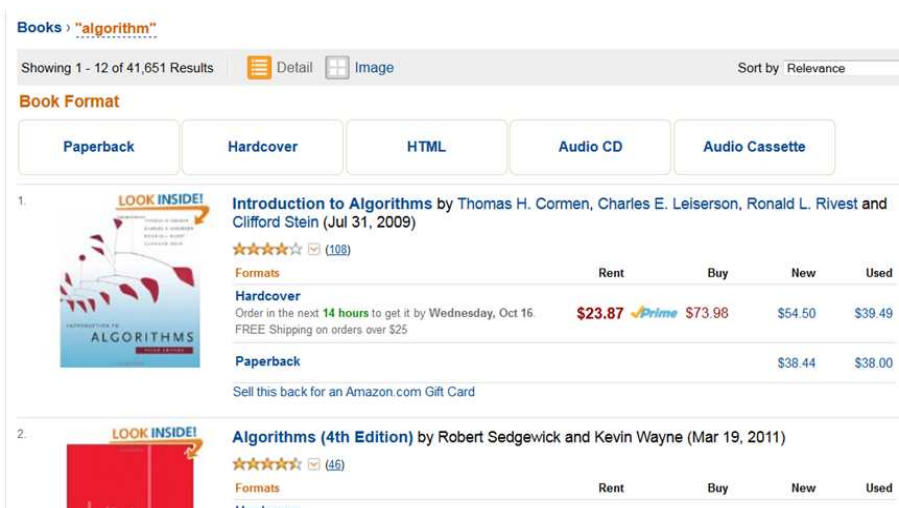 Books › "algorithm"
Showing 1 - 12 of 41,651 Results Detail Image Sort by Relevance
Book Format
Paperback Hardcover HTML Audio CD Audio Cassette
1.
LOOK INSIDE!
INTRODUCTION TO
ALGORITHMS
THIRD EDITION
Introduction to Algorithms by Thomas H. Cormen, Charles E. Leiserson, Ronald L. Rivest and
Clifford Stein (Jul 31, 2009)
(108)
Formats Rent Buy New Used
Hardcover
Order in the next 14 hours to get it by Wednesday, Oct 16.
FREE Shipping on orders over $25
$23.87 Prime $73.98 $54.50 $39.49
Paperback $38.44 $38.00
Sell this back for an Amazon.com Gift Card
2.
LOOK INSIDE!
Algorithms (4th Edition) by Robert Sedgewick and Kevin Wayne (Mar 19, 2011)
(46)
Formats Rent Buy New Used